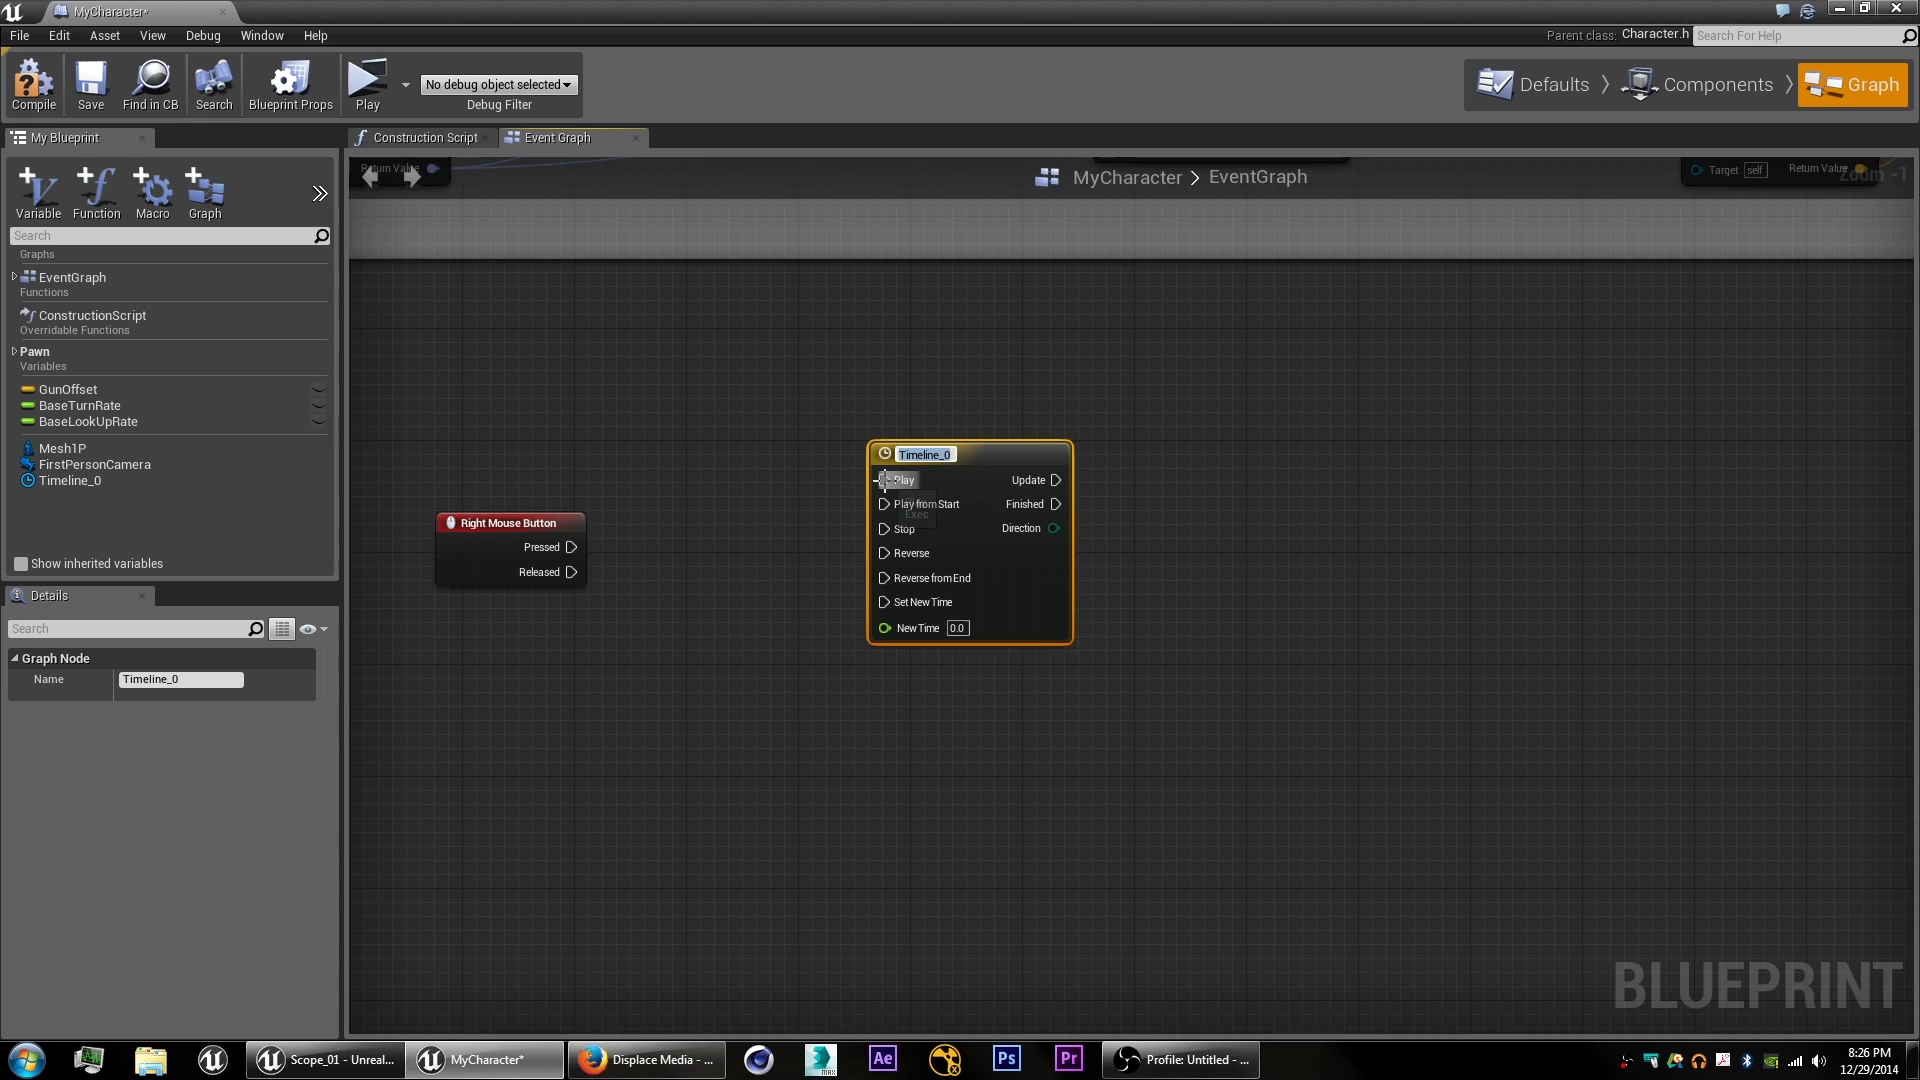 MyCharacter*
File Edit Asset View Debug Window Help
Parent class: Character.h Search For Help
Compile Save Find in CB Search Blueprint Props Play
No debug object selected
Debug Filter
Defaults Components Graph
My Blueprint
Construction Script Event Graph
Variable Function Macro Graph
Search
Graphs
EventGraph
Functions
ConstructionScript
Overridable Functions
Pawn
Variables
GunOffset
BaseTurnRate
BaseLookUpRate
Mesh1P
FirstPersonCamera
Timeline_0
Show inherited variables
Details
Search
Graph Node
Name Timeline_0
Return Value
MyCharacter > EventGraph
Target self Return Value
Zoom -1
Right Mouse Button
Pressed
Released
Timeline_0
Play Update
Play from Start Finished
Exec
Stop Direction
Reverse
Reverse from End
Set New Time
New Time 0.0
BLUEPRINT
Scope_01 - Unreal...
MyCharacter*
Displace Media - ...
MAX
Ae
Ps
Pr
Profile: Untitled - ...
8:26 PM
12/29/2014